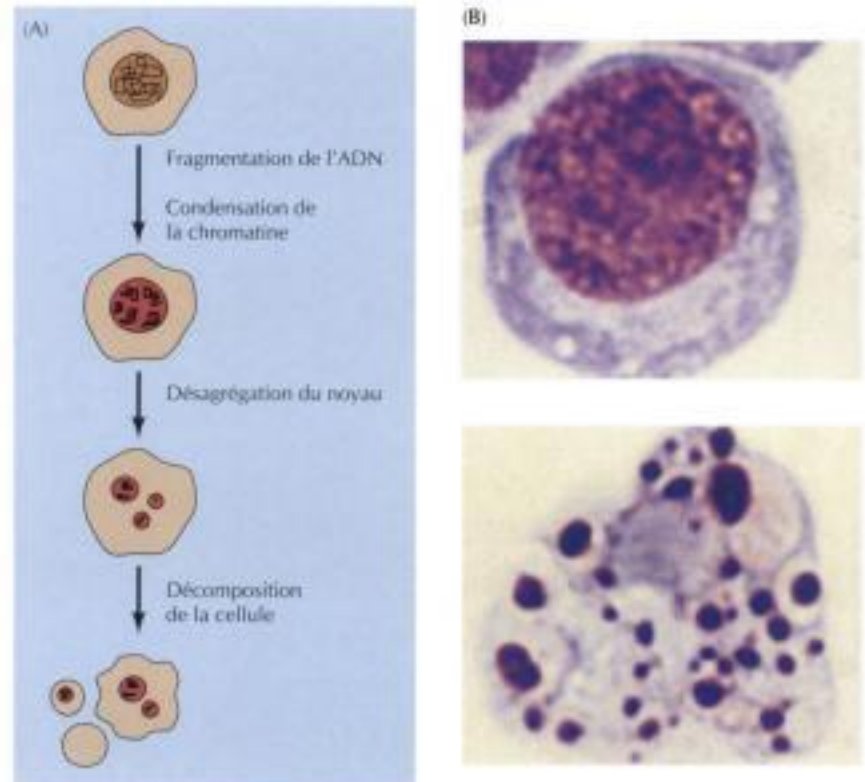 (A)
Fragmentation de l'ADN
Condensation de
la chromatine
Désagrégation du noyau
Décomposition
de la cellule
(B)